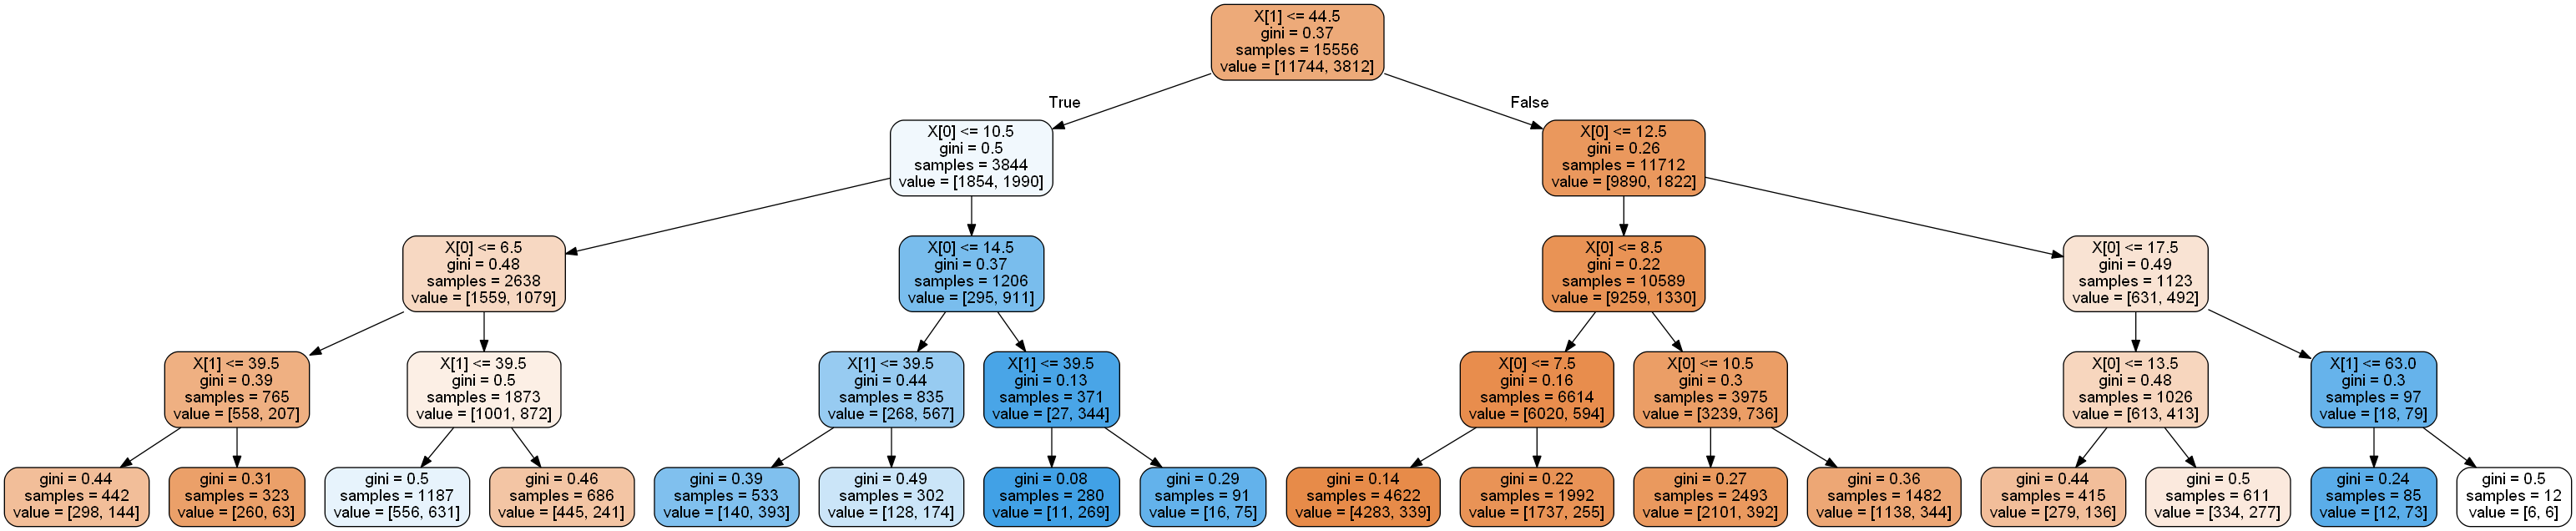 X[1] <= 44.5
gini = 0.37
samples = 15556
value = [11744, 3812]
True
False
X[0] <= 10.5
gini = 0.5
samples = 3844
value = [1854, 1990]
X[0] <= 12.5
gini = 0.26
samples = 11712
value = [9890, 1822]
X[0] <= 6.5
gini = 0.48
samples = 2638
value = [1559, 1079]
X[0] <= 14.5
gini = 0.37
samples = 1206
value = [295, 911]
X[0] <= 8.5
gini = 0.22
samples = 10589
value = [9259, 1330]
X[0] <= 17.5
gini = 0.49
samples = 1123
value = [631, 492]
X[1] <= 39.5
gini = 0.39
samples = 765
value = [558, 207]
X[1] <= 39.5
gini = 0.5
samples = 1873
value = [1001, 872]
X[1] <= 39.5
gini = 0.44
samples = 835
value = [268, 567]
X[1] <= 39.5
gini = 0.13
samples = 371
value = [27, 344]
X[0] <= 7.5
gini = 0.16
samples = 6614
value = [6020, 594]
X[0] <= 10.5
gini = 0.3
samples = 3975
value = [3239, 736]
X[0] <= 13.5
gini = 0.48
samples = 1026
value = [613, 413]
X[1] <= 63.0
gini = 0.3
samples = 97
value = [18, 79]
gini = 0.44
samples = 442
value = [298, 144]
gini = 0.31
samples = 323
value = [260, 63]
gini = 0.5
samples = 1187
value = [556, 631]
gini = 0.46
samples = 686
value = [445, 241]
gini = 0.39
samples = 533
value = [140, 393]
gini = 0.49
samples = 302
value = [128, 174]
gini = 0.08
samples = 280
value = [11, 269]
gini = 0.29
samples = 91
value = [16, 75]
gini = 0.14
samples = 4622
value = [4283, 339]
gini = 0.22
samples = 1992
value = [1737, 255]
gini = 0.27
samples = 2493
value = [2101, 392]
gini = 0.36
samples = 1482
value = [1138, 344]
gini = 0.44
samples = 415
value = [279, 136]
gini = 0.5
samples = 611
value = [334, 277]
gini = 0.24
samples = 85
value = [12, 73]
gini = 0.5
samples = 12
value = [6, 6]